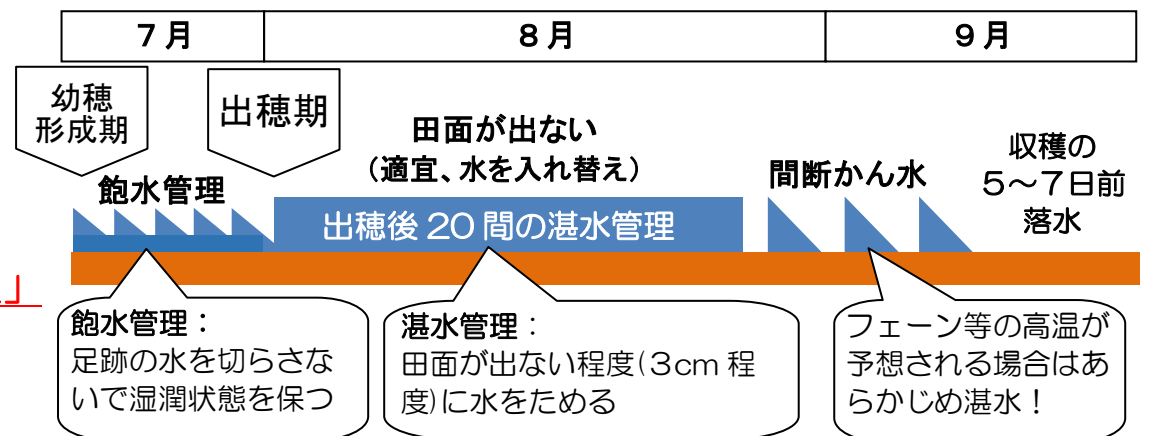 7月
8月
9月
幼穂
形成期
出穂期
田面が出ない
（適宜、水を入れ替え）
飽水管理
間断かん水
収穫の
5～7日前
落水
出穂後 20 間の湛水管理
」
飽水管理：
足跡の水を切らさな
いで湿潤状態を保つ
湛水管理：
田面が出ない程度(3cm 程
度)に水をためる
フェーン等の高温が
予想される場合はあ
らかじめ湛水！